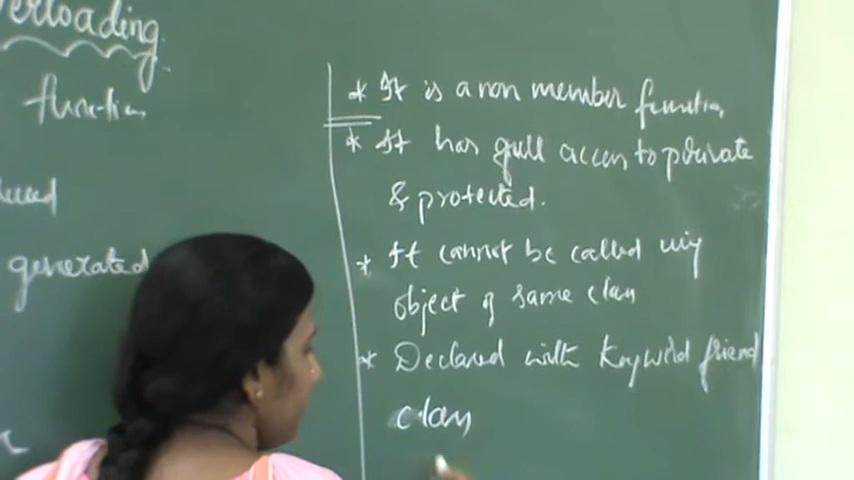 erloading
function
generated
* It is a non member function,
* It has full access to private
& protected.
* It cannot be called using
object of same class
* Declared with keyword friend
class